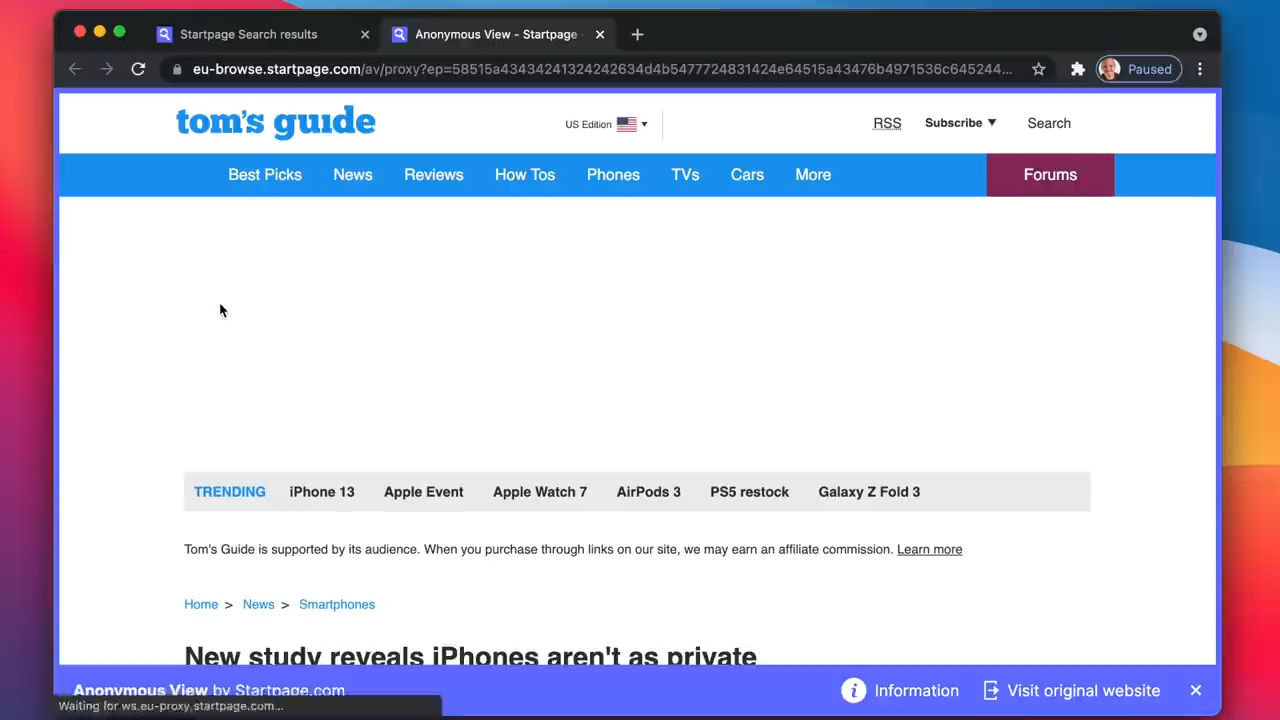 Startpage Search results
Anonymous View - Startpage
eu-browse.startpage.com/av/proxy?ep=58515a43434241324242634d4b5477724831424e64515a43476b4971536c645244...
Paused
tom's guide
US Edition
RSS
Subscribe ▼
Search
Best Picks
News
Reviews
How Tos
Phones
TVs
Cars
More
Forums
TRENDING
iPhone 13
Apple Event
Apple Watch 7
AirPods 3
PS5 restock
Galaxy Z Fold 3
Tom's Guide is supported by its audience. When you purchase through links on our site, we may earn an affiliate commission. Learn more
Home > News > Smartphones
New study reveals iPhones aren't as private
Anonymous View by Startpage.com
Information
Visit original website
Waiting for ws.eu-proxy.startpage.com...